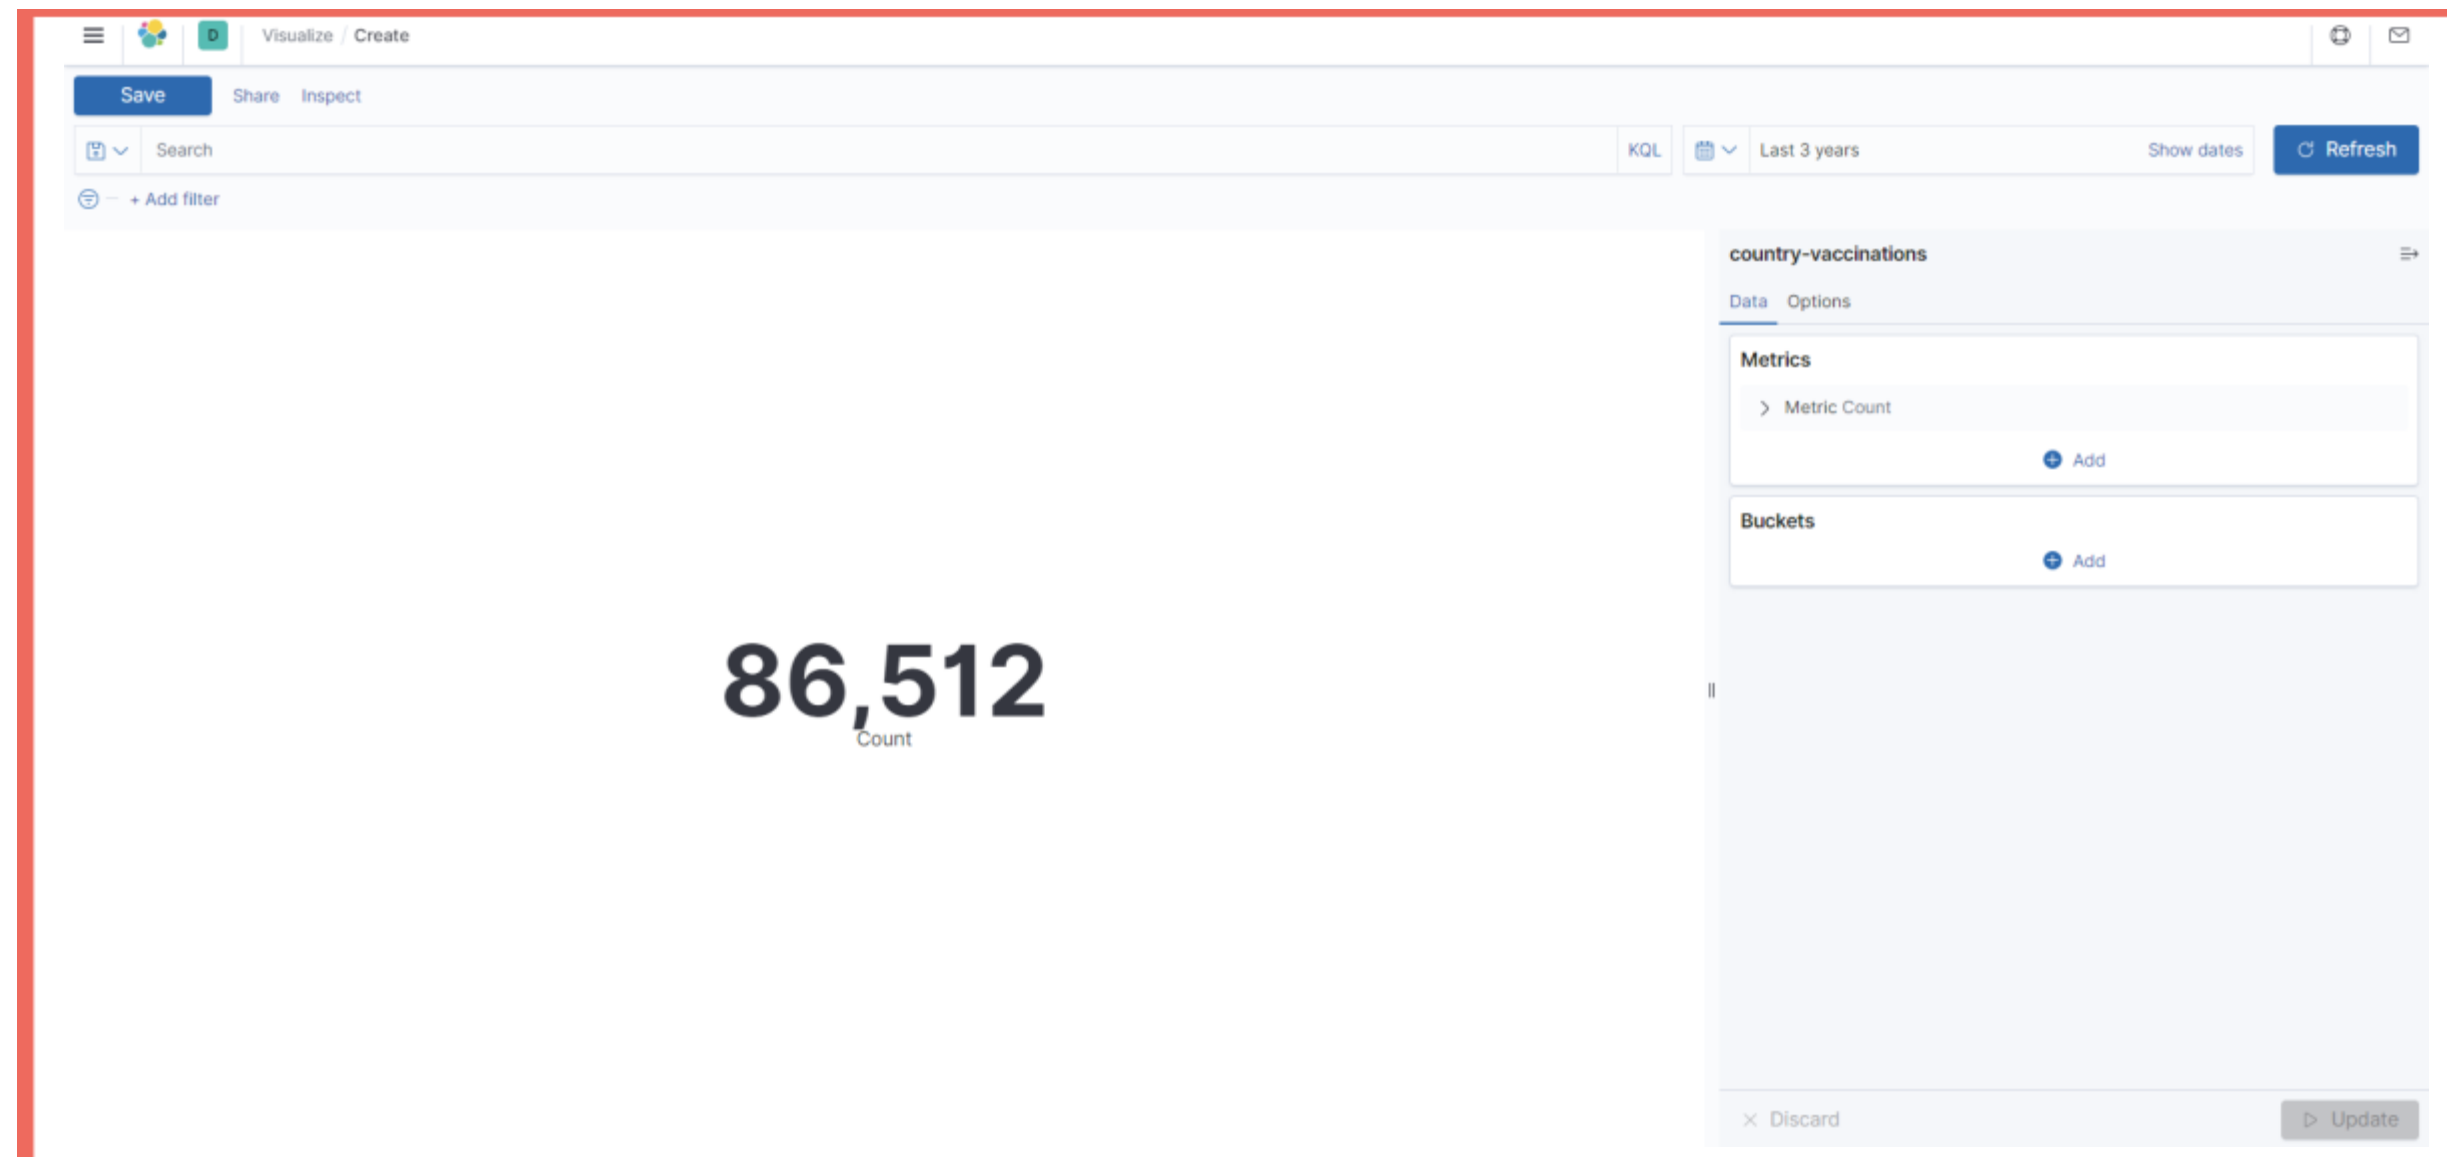 D Visualize / Create
Save Share Inspect
Search KQL Last 3 years Show dates Refresh
+ Add filter
country-vaccinations
Data Options
Metrics
Metric Count
Add
Buckets
Add
86,512
Count
Discard Update